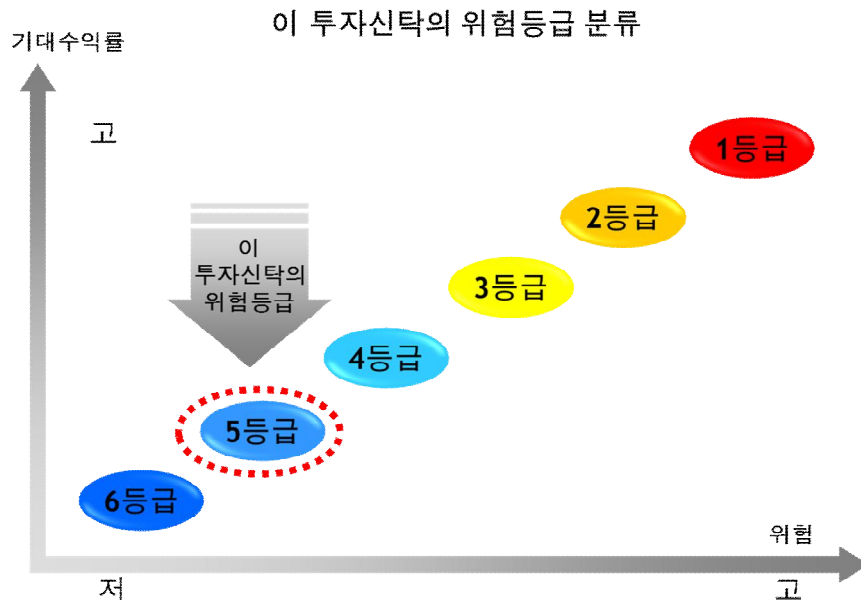 이 투자신탁의 위험등급 분류
기대수익률
고
1등급
2등급
이
투자신탁의
위험등급
3등급
4등급
5등급
6등급
위험
저
고